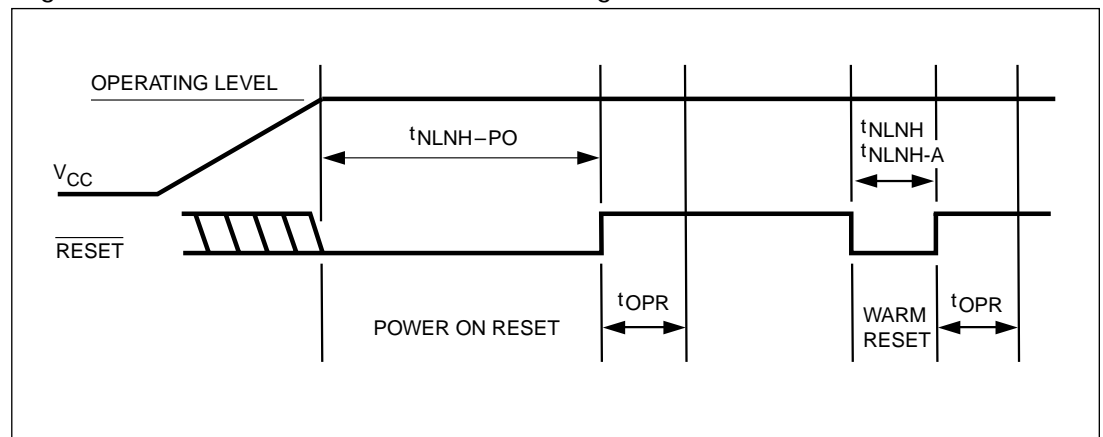 OPERATING LEVEL
tNLNH–PO
tNLNH
tNLNH-A
VCC
RESET
tOPR
tOPR
POWER ON RESET
WARM
RESET